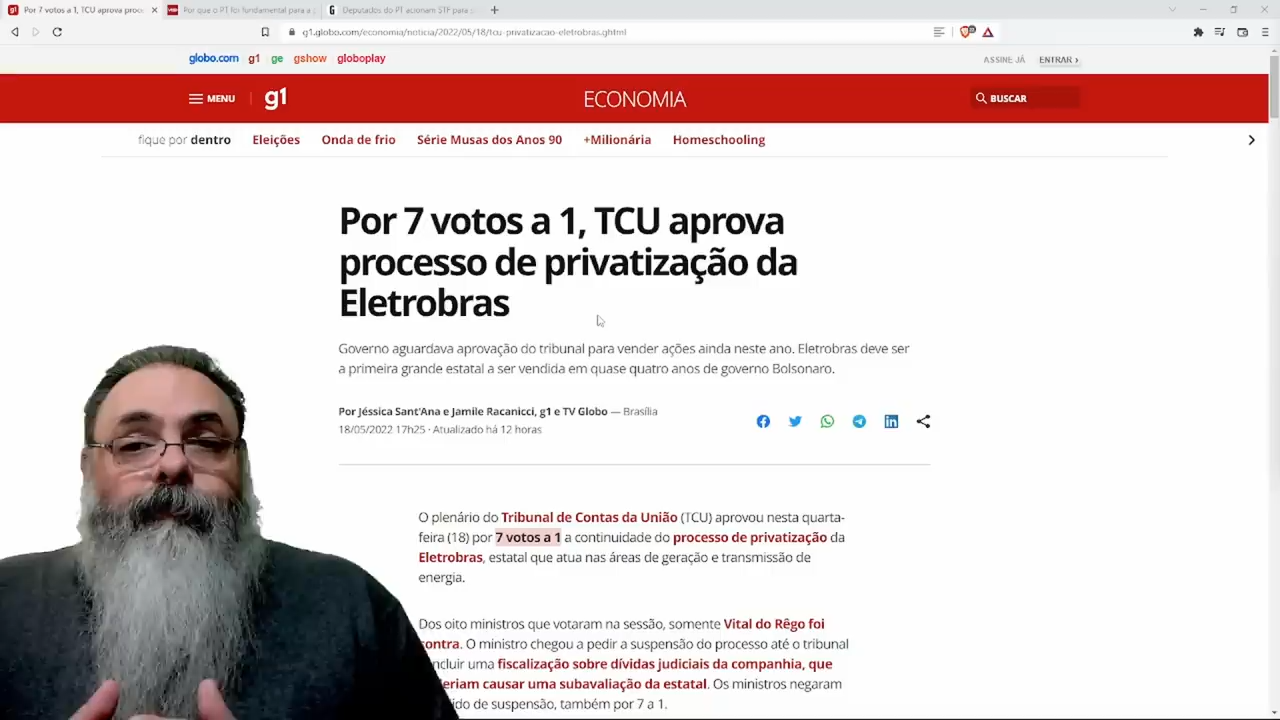 Por 7 votos a 1, TCU aprova proc
Por que o PT foi fundamental para a
Deputados do PT acionam STF para s
g1.globo.com/economia/noticia/2022/05/18/tcu-privatizacao-eletrobras.ghtml
globo.com g1 ge gshow globoplay
ASSINE JÁ ENTRAR ›
MENU g1
ECONOMIA
BUSCAR
fique por dentro Eleições Onda de frio Série Musas dos Anos 90 +Milionária Homeschooling
Por 7 votos a 1, TCU aprova
processo de privatização da
Eletrobras
Governo aguardava aprovação do tribunal para vender ações ainda neste ano. Eletrobras deve ser
a primeira grande estatal a ser vendida em quase quatro anos de governo Bolsonaro.
Por Jéssica Sant'Ana e Jamile Racanicci, g1 e TV Globo — Brasília
18/05/2022 17h25 · Atualizado há 12 horas
O plenário do Tribunal de Contas da União (TCU) aprovou nesta quarta-
feira (18) por 7 votos a 1 a continuidade do processo de privatização da
Eletrobras, estatal que atua nas áreas de geração e transmissão de
energia.
Dos oito ministros que votaram na sessão, somente Vital do Rêgo foi
contra. O ministro chegou a pedir a suspensão do processo até o tribunal
ncluir uma fiscalização sobre dívidas judiciais da companhia, que
eriam causar uma subavaliação da estatal. Os ministros negaram
ido de suspensão, também por 7 a 1.